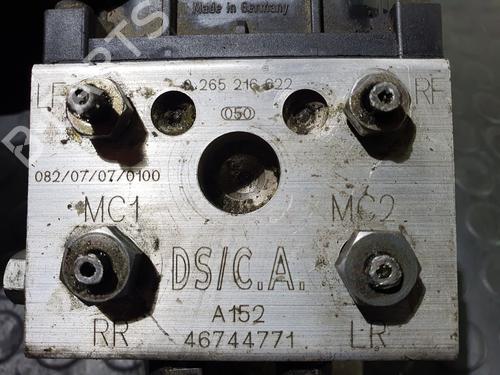 Made in Germany
0 265 216 622
LF
RF
050
082/07/07/0100
MC1
MC2
DS/C.A.
A152
RR
46744771
LR